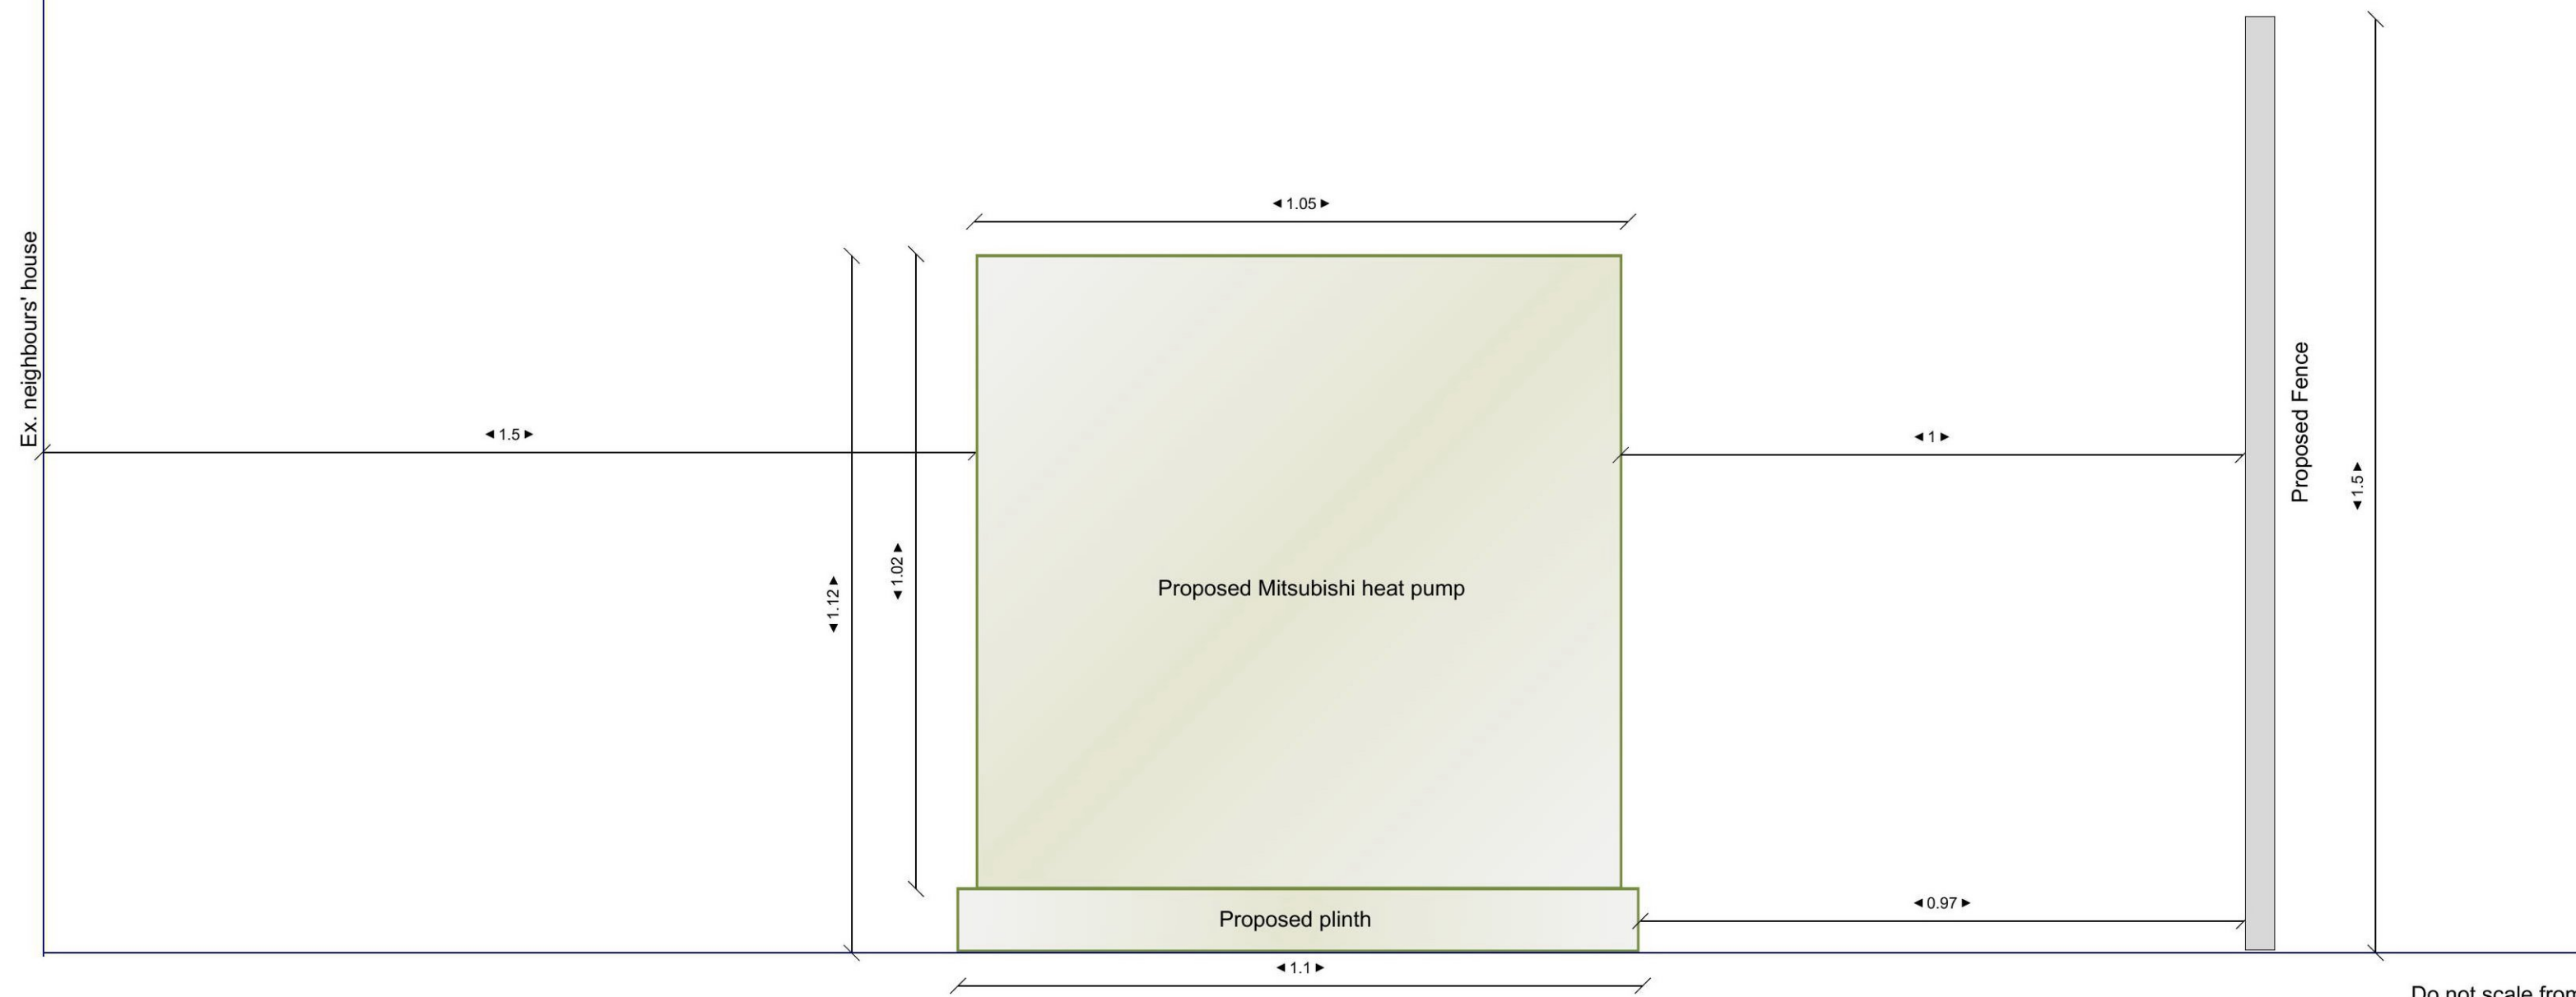 ◄ 1.05 ►
Ex. neighbours' house
◄ 1.5 ►
◄ 1 ►
Proposed Fence
◄ 1.5 ►
◄ 1.02 ►
◄ 1.12 ►
Proposed Mitsubishi heat pump
◄ 0.97 ►
Proposed plinth
◄ 1.1 ►
Do not scale